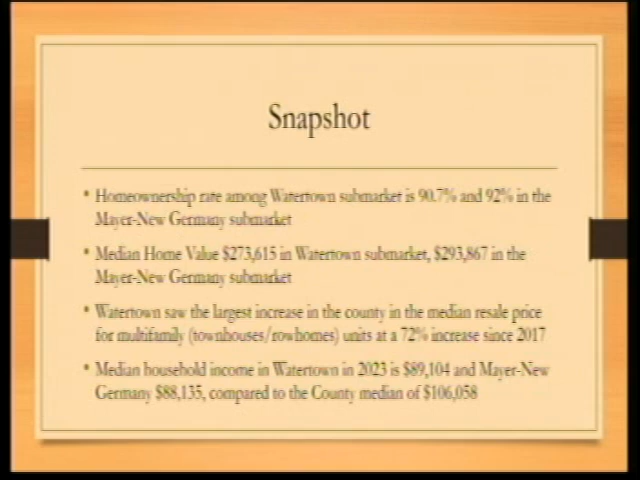 Snapshot
• Homeownership rate among Watertown submarket is 90.7% and 92% in the
Mayer-New Germany submarket
• Median Home Value $273,615 in Watertown submarket, $293,867 in the
Mayer-New Germany submarket
• Watertown saw the largest increase in the county in the median resale price
for multifamily (townhouses/rowhomes) units at a 72% increase since 2017
• Median household income in Watertown in 2023 is $89,104 and Mayer-New
Germany $88,135, compared to the County median of $106,058